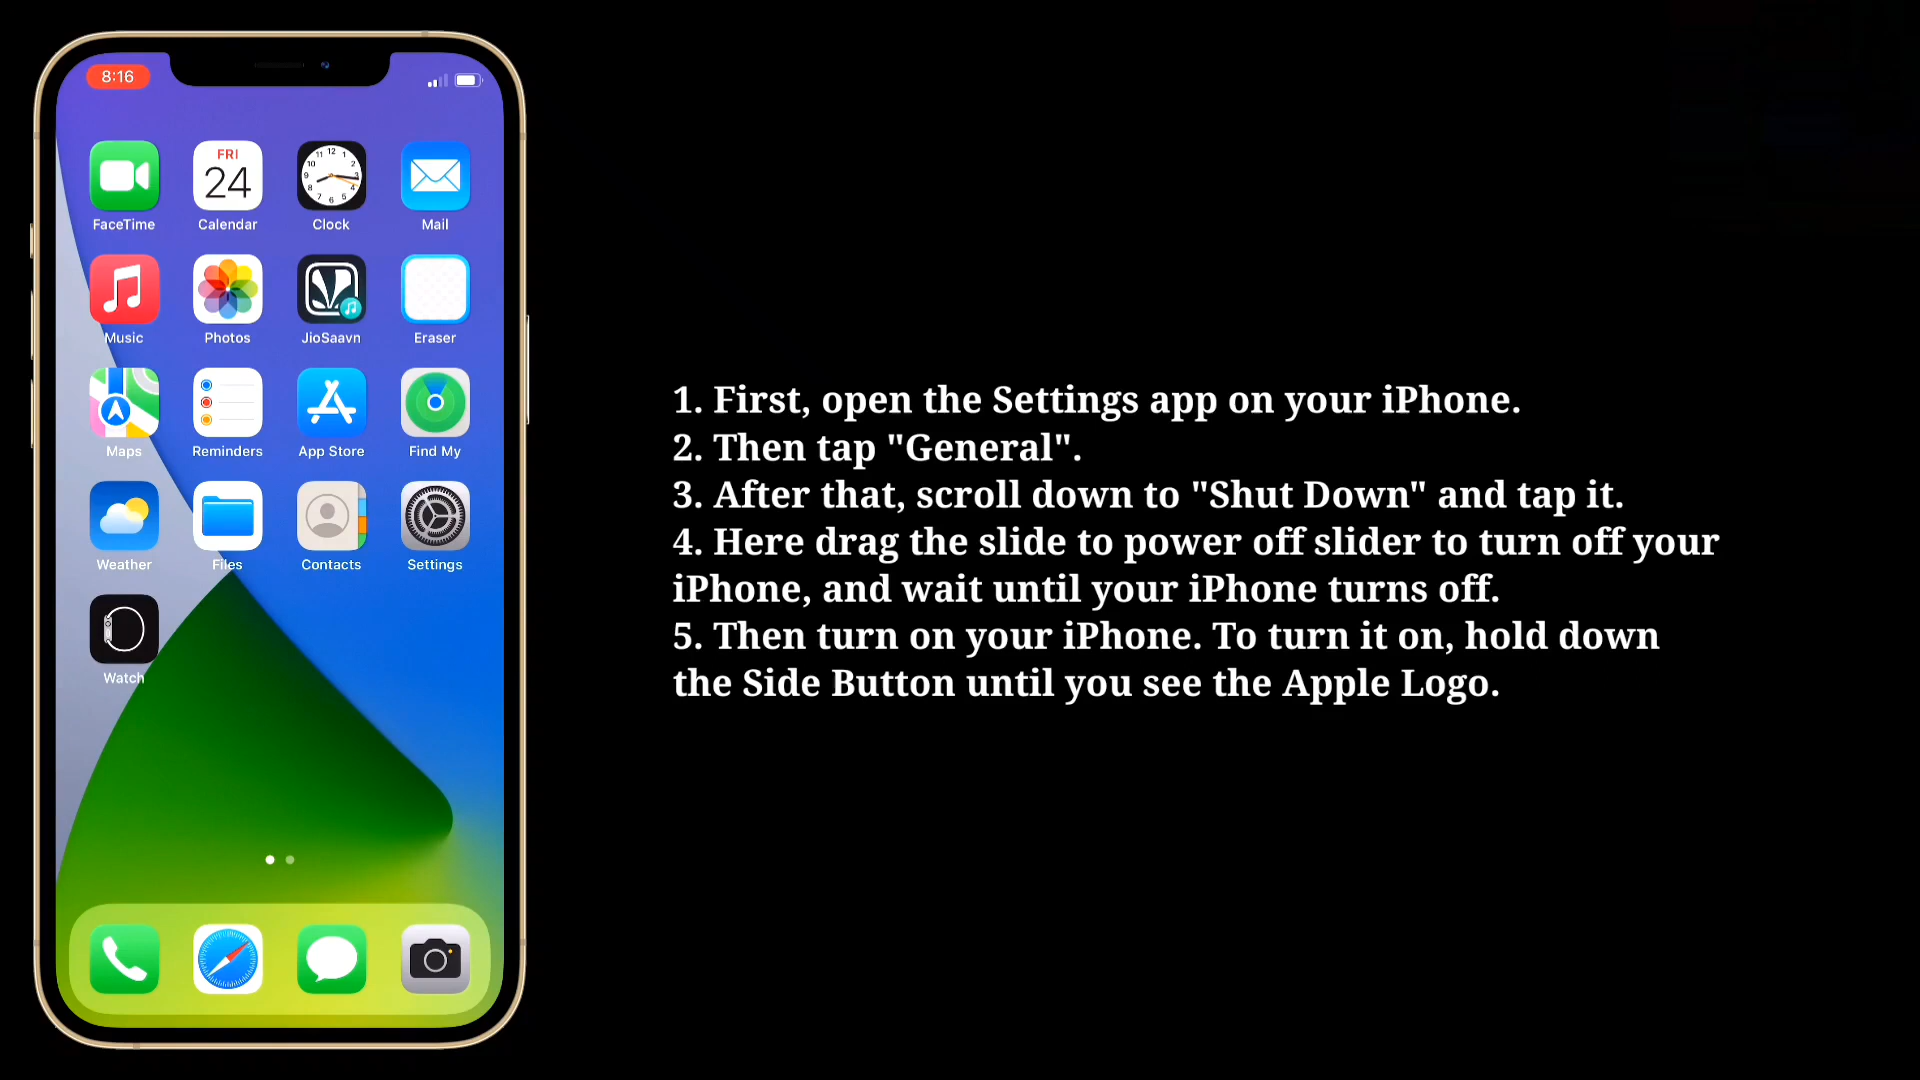 8:16
FRI
24
FaceTime
Calendar
Clock
Mail
Music
Photos
JioSaavn
Eraser
Maps
Reminders
App Store
Find My
Weather
Files
Contacts
Settings
Watch
1. First, open the Settings app on your iPhone.
2. Then tap "General".
3. After that, scroll down to "Shut Down" and tap it.
4. Here drag the slide to power off slider to turn off your
iPhone, and wait until your iPhone turns off.
5. Then turn on your iPhone. To turn it on, hold down
the Side Button until you see the Apple Logo.